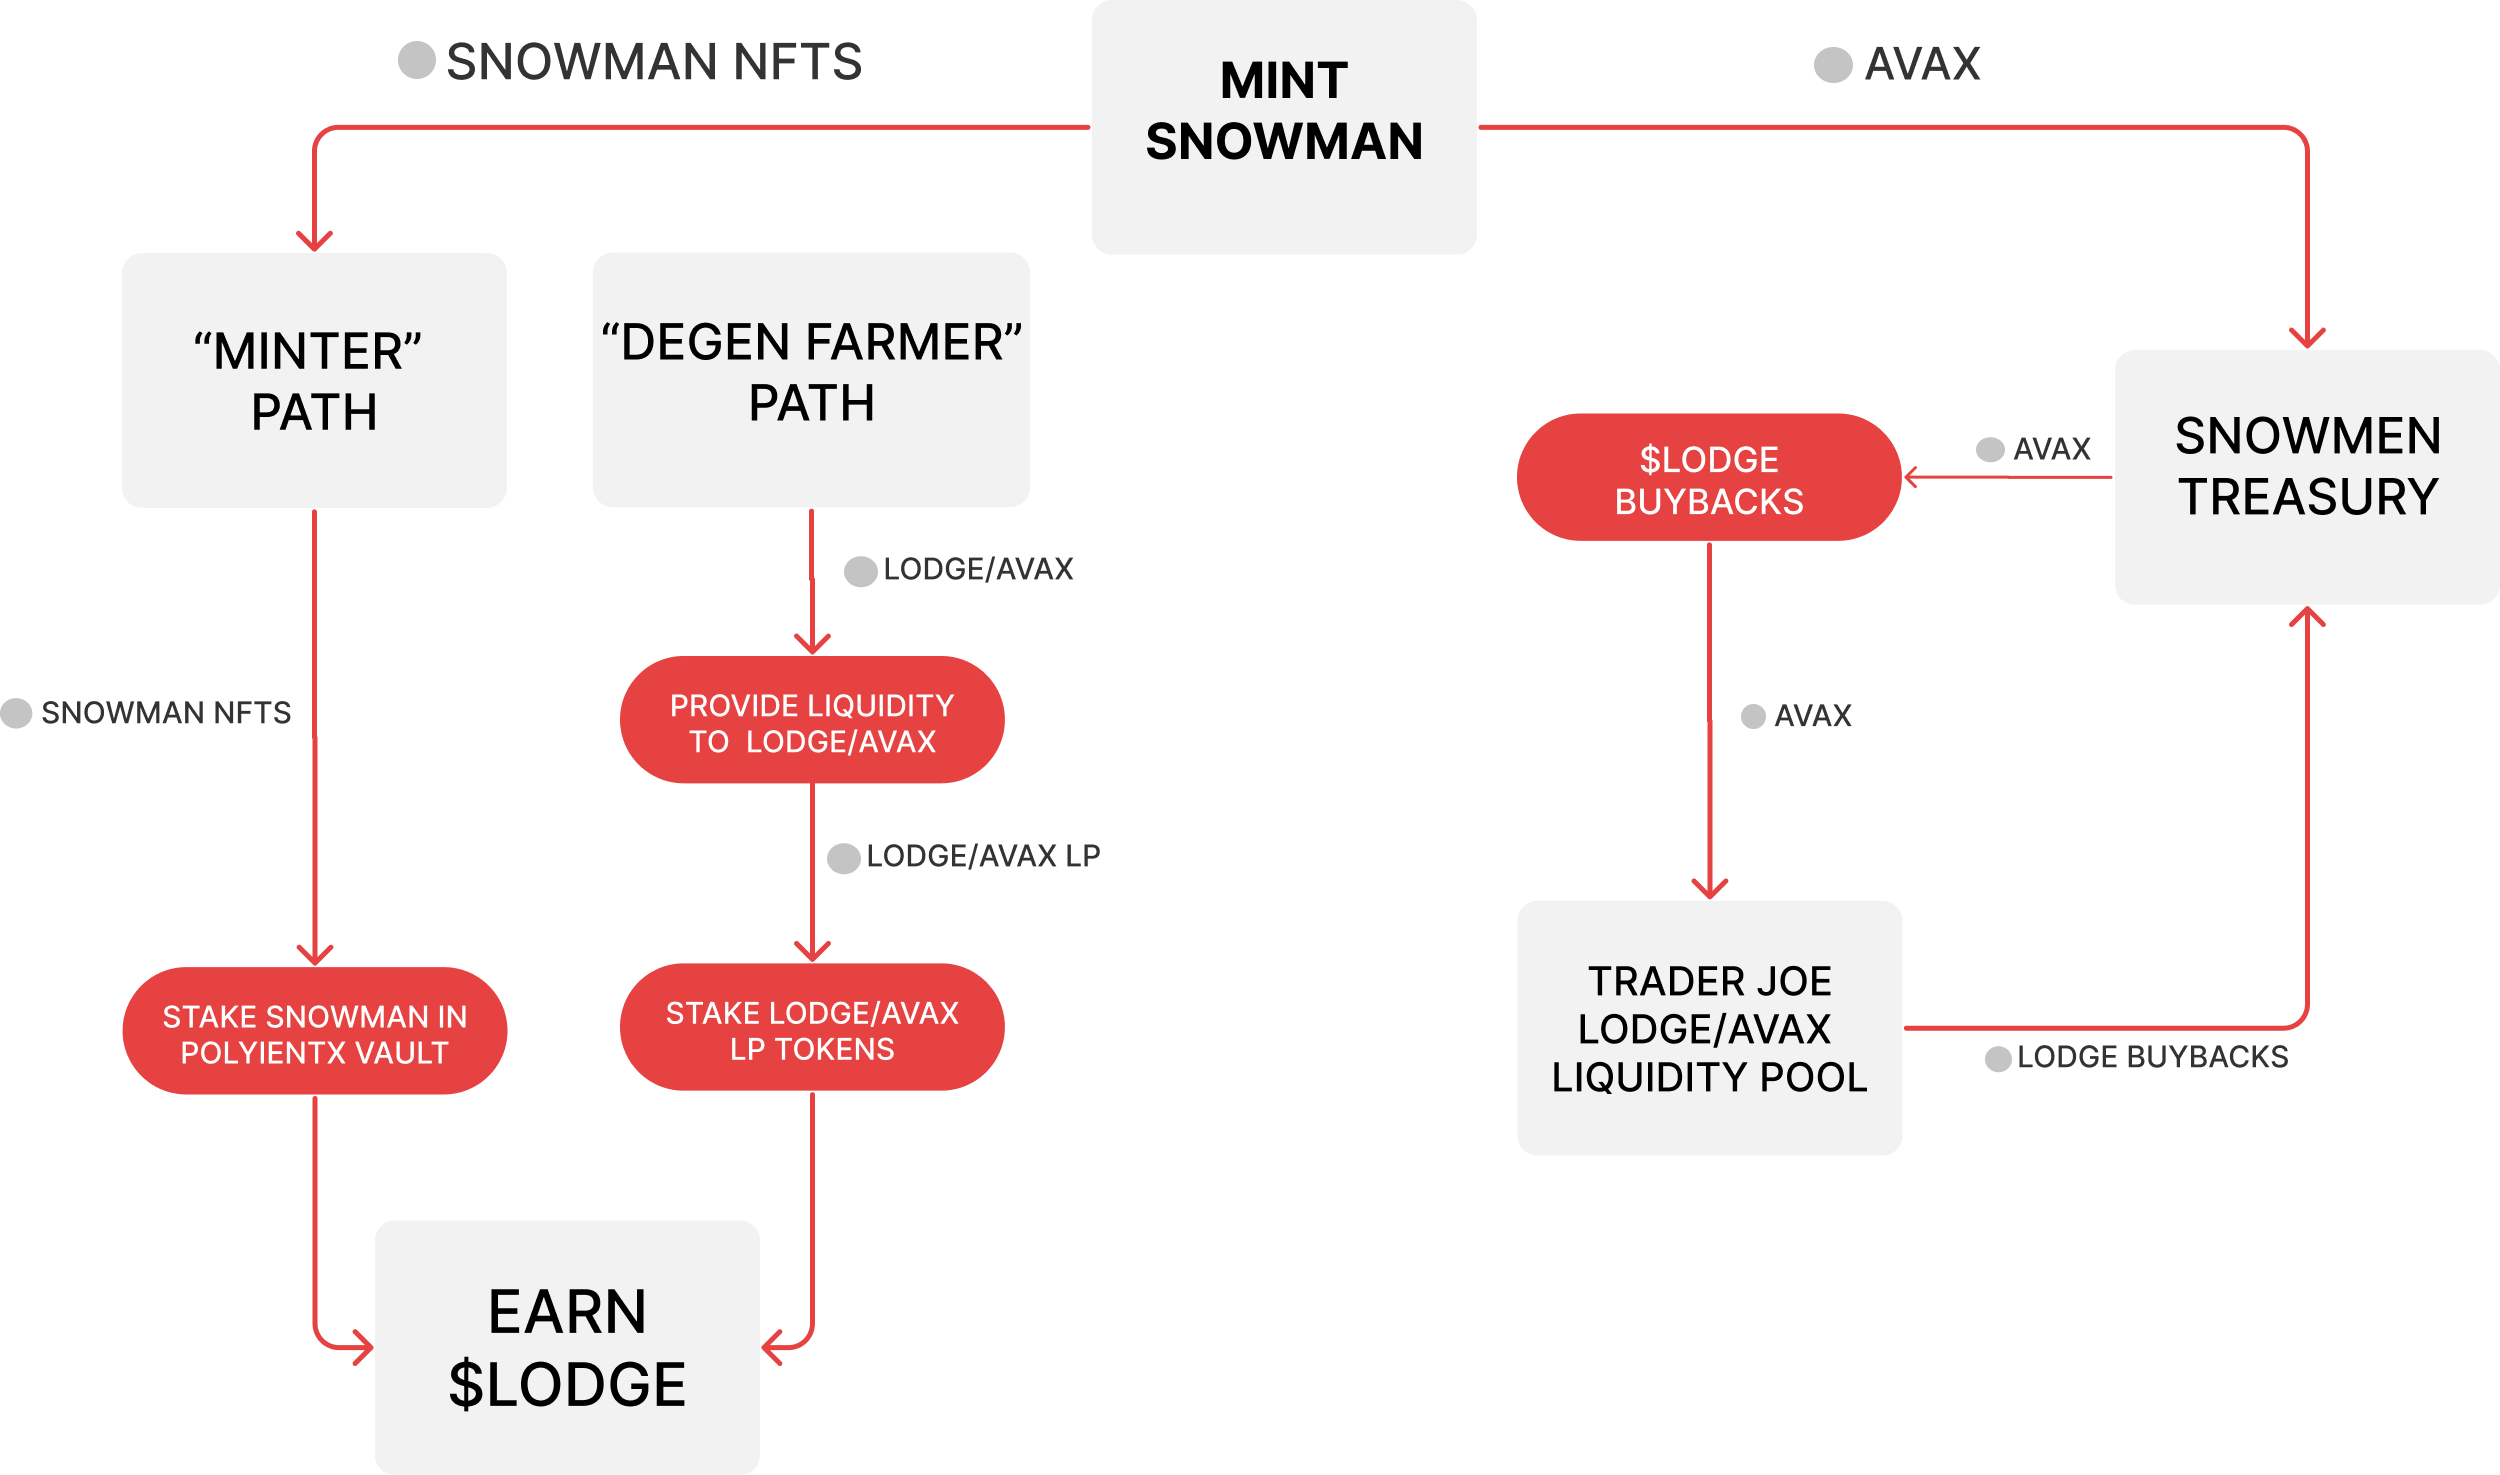 SNOWMAN NFTS
MINT
SNOWMAN
AVAX
“MINTER”
PATH
“DEGEN FARMER”
PATH
SNOWMEN
TREASURY
$LODGE
BUYBACKS
AVAX
LODGE/AVAX
SNOWMAN NFTS
PROVIDE LIQUIDITY
TO LODGE/AVAX
AVAX
LODGE/AVAX LP
STAKE SNOWMAN IN
POLYIENTX VAULT
STAKE LODGE/AVAX
LP TOKENS
TRADER JOE
LODGE/AVAX
LIQUIDITY POOL
LODGE BUYBACKS
EARN
$LODGE